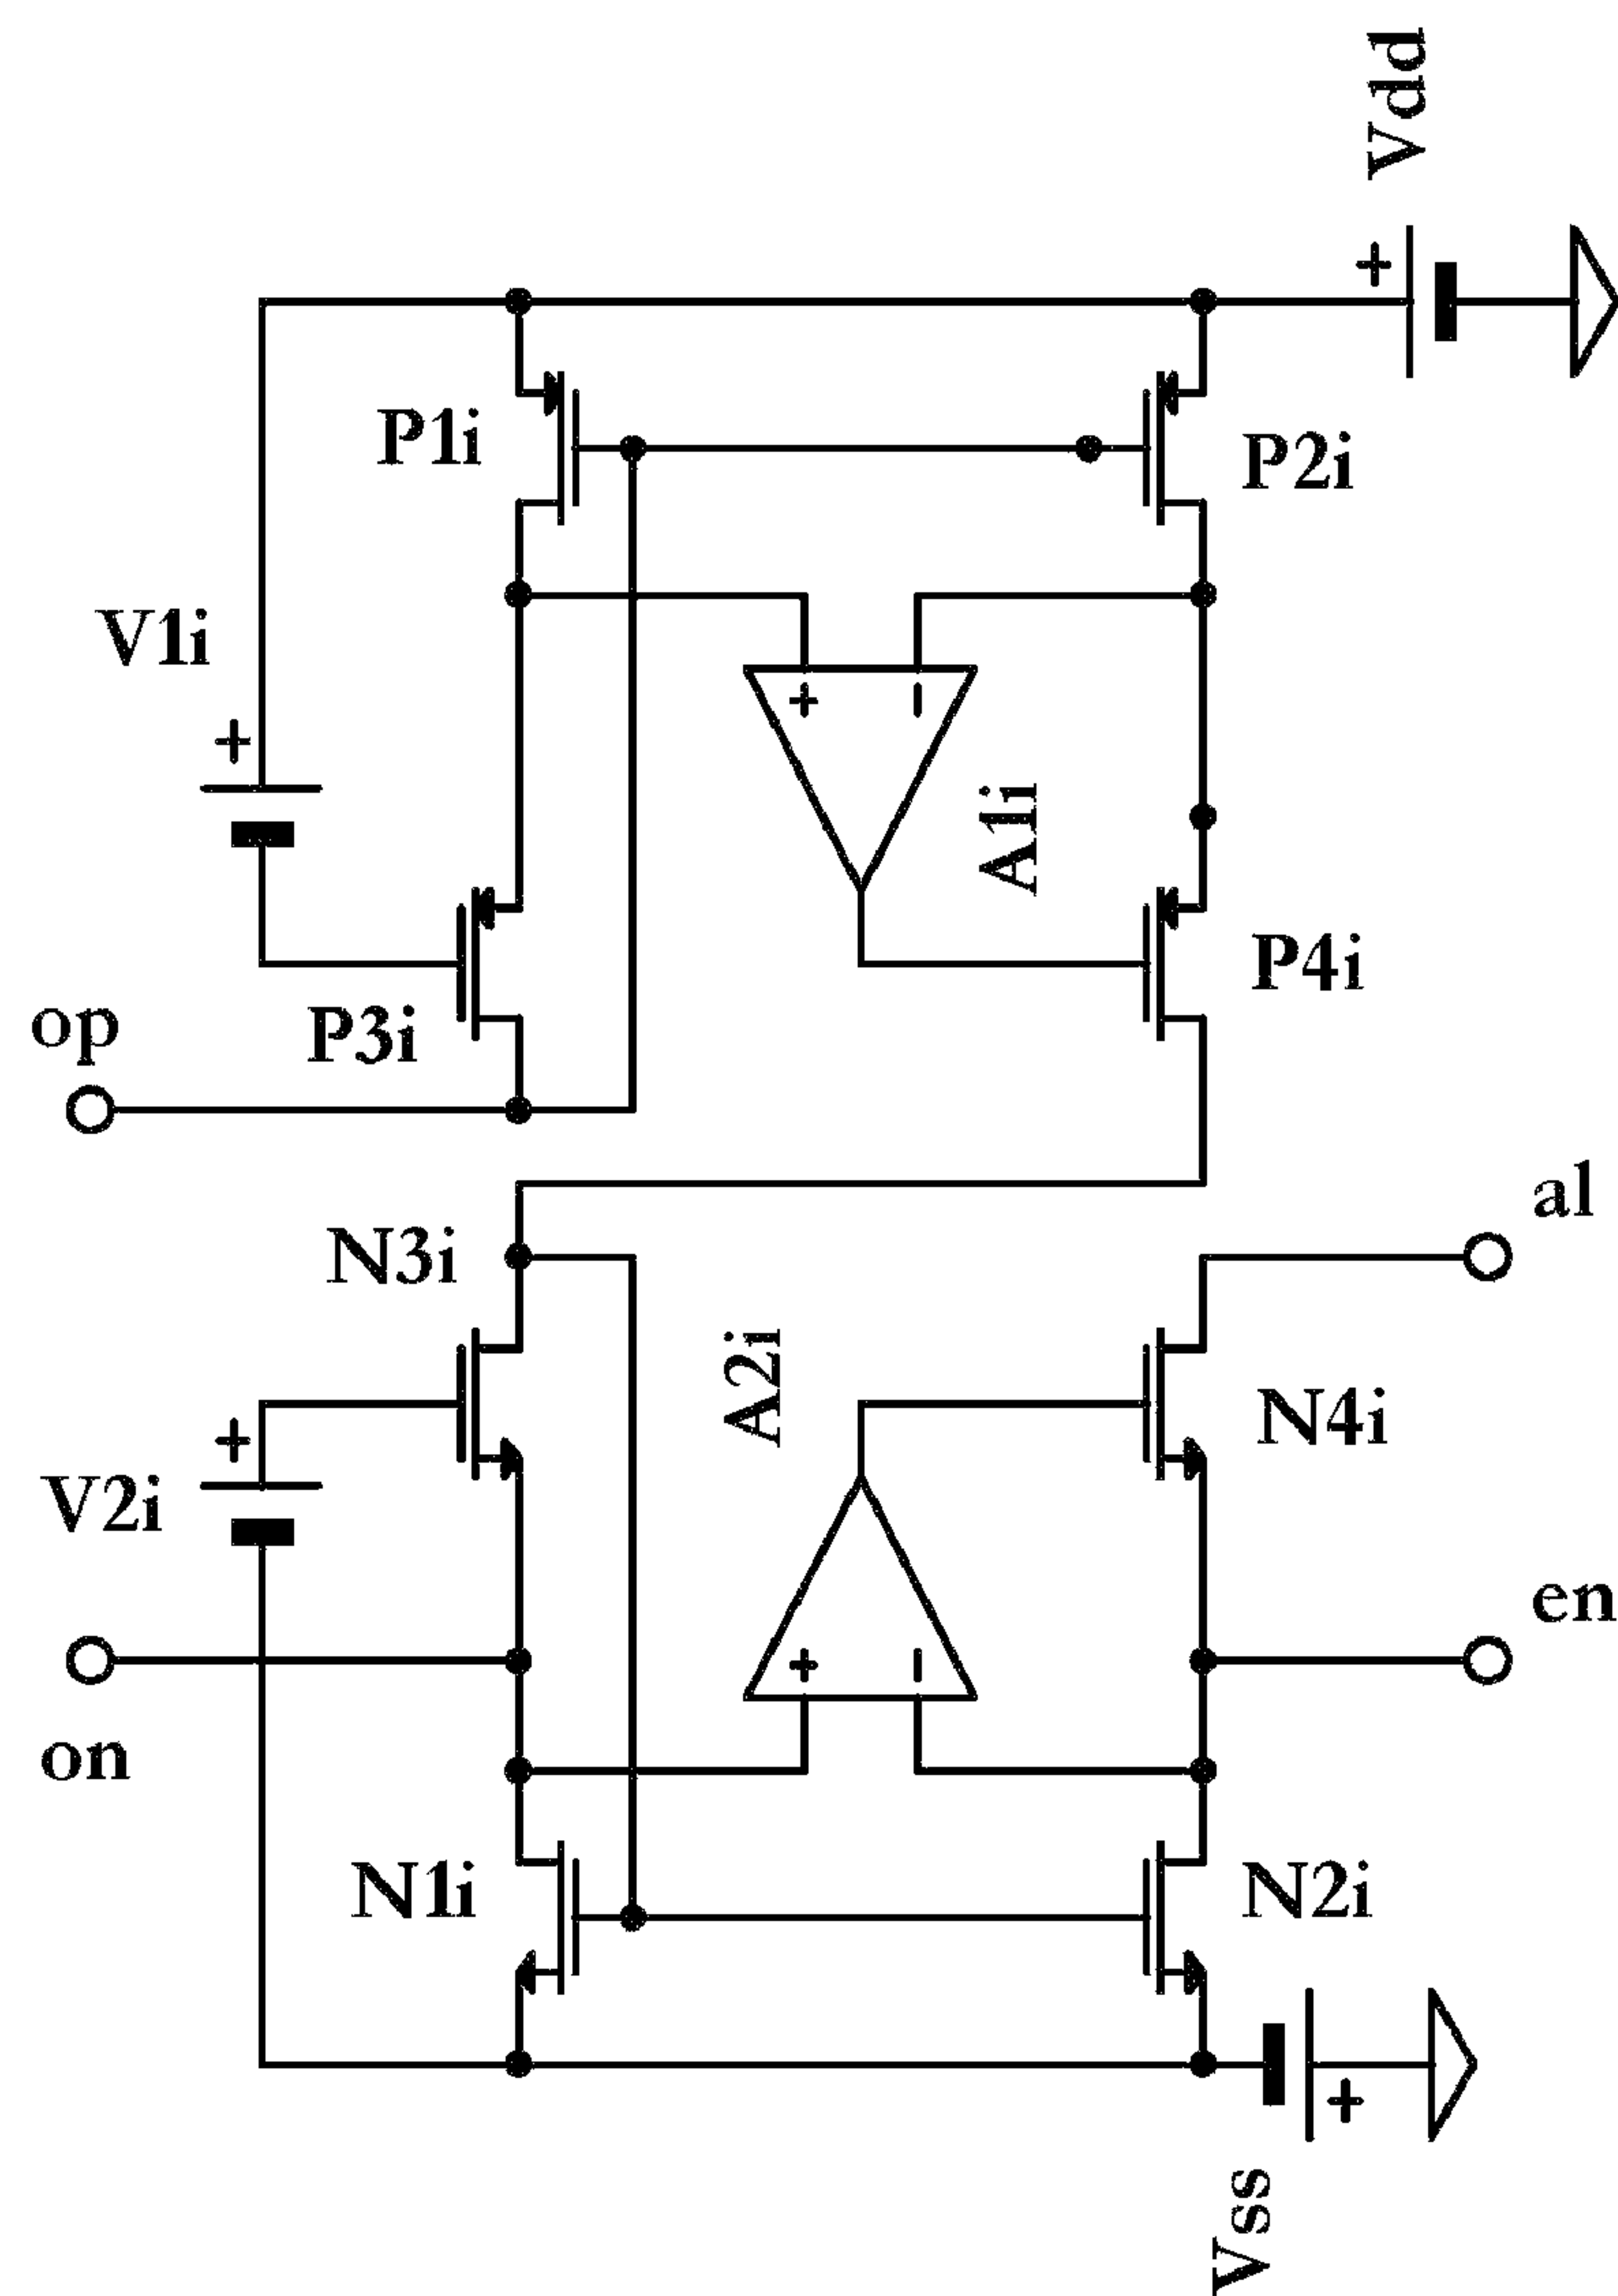 Vdd
+
P1i
P2i
V1i
+
+ −
A1i
P4i
P3i
op
al
N3i
A2i
N4i
+
V2i
en
+ −
on
N1i
N2i
+
Vss